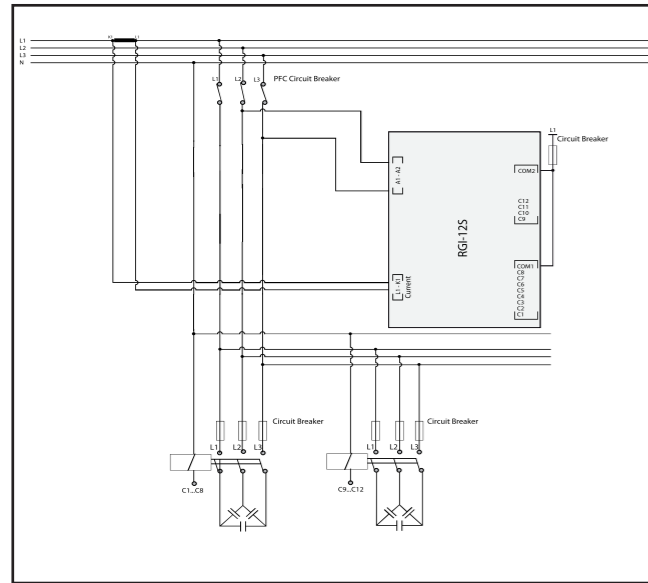 K1 L1
L1
L2
L3
N
L1 L2 L3 PFC Circuit Breaker
L1
Circuit Breaker
A1 - A2
COM2
C12
C11
C10
C9
RGI-12S
L1 - K1
Current
COM1
C8
C7
C6
C5
C4
C3
C2
C1
Circuit Breaker
Circuit Breaker
L1 L2 L3
L1 L2 L3
C1...C8
C9...C12